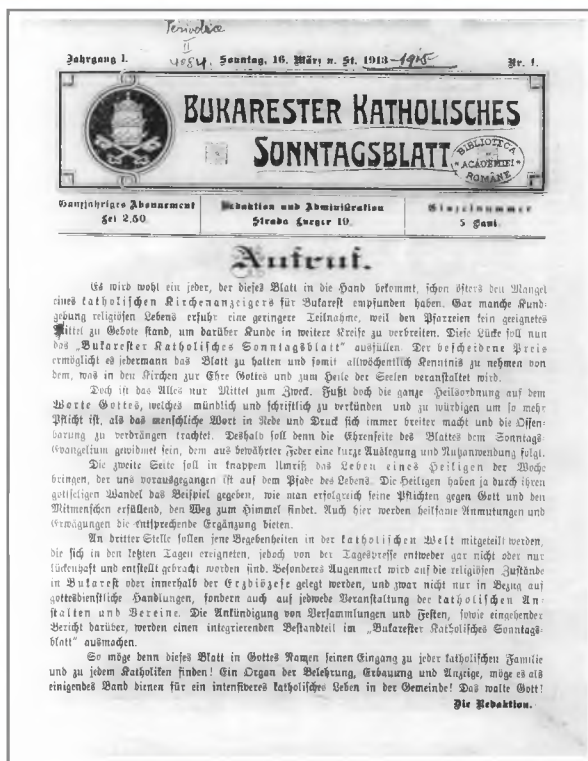 Periodice
II
4084.
Jahrgang I. Sonntag, 16. März n. St. 1913 -1915 Nr. 1.
BUKARESTER KATHOLISCHES
SONNTAGSBLATT
BIBLIOTECA
ACADEMIEI
ROMÂNE
Ganzjähriges Abonnement
Lei 2.50
Redaktion und Administration
Strada Lueger 19.
Einzelnummer
5 Bani.
Aufruf.
Es wird wohl ein jeder, der dieses Blatt in die Hand bekommt, schon öfters den Mangel
eines katholischen Kirchenanzeigers für Bukarest empfunden haben. Gar manche Kund-
gebung religiösen Lebens erfuhr eine geringere Teilnahme, weil den Pfarreien kein geeignetes
Mittel zu Gebote stand, um darüber Kunde in weitere Kreise zu verbreiten. Diese Lücke soll nun
das „Bukarester Katholisches Sonntagsblatt" ausfüllen. Der bescheidene Preis
ermöglicht es jedermann das Blatt zu halten und somit allwöchentlich Kenntnis zu nehmen von
dem, was in den Kirchen zur Ehre Gottes und zum Heile der Seelen veranstaltet wird.
Doch ist das Alles nur Mittel zum Zweck. Fußt doch die ganze Heilsordnung auf dem
Worte Gottes, welches mündlich und schriftlich zu verkünden und zu würdigen um so mehr
Pflicht ist, als das menschliche Wort in Rede und Druck sich immer breiter macht und die Offen-
barung zu verdrängen trachtet. Deshalb soll denn die Ehrenseite des Blattes dem Sonntags-
Evangelium gewidmet sein, dem aus bewährter Feder eine kurze Auslegung und Nutzanwendung folgt.
Die zweite Seite soll in knappem Umriß das Leben eines Heiligen der Woche
bringen, der uns vorausgegangen ist auf dem Pfade des Lebens. Die Heiligen haben ja durch ihren
gottseligen Wandel das Beispiel gegeben, wie man erfolgreich seine Pflichten gegen Gott und den
Mitmenschen erfüllend, den Weg zum Himmel findet. Auch hier werden heilsame Anmutungen und
Erwägungen die entsprechende Ergänzung bieten.
An dritter Stelle sollen jene Begebenheiten in der katholischen Welt mitgeteilt werden,
die sich in den letzten Tagen ereigneten, jedoch von der Tagespresse entweder gar nicht oder nur
lückenhaft und entstellt gebracht worden sind. Besonderes Augenmerk wird auf die religiösen Zustände
in Bukarest oder innerhalb der Erzdiözese gelegt werden, und zwar nicht nur in Bezug auf
gottesdienstliche Handlungen, sondern auch auf jedwede Veranstaltung der katholischen An-
stalten und Vereine. Die Ankündigung von Versammlungen und Festen, sowie eingehender
Bericht darüber, werden einen integrierenden Bestandteil im „Bukarester Katholisches Sonntags-
blatt" ausmachen.
So möge denn dieses Blatt in Gottes Namen seinen Eingang zu jeder katholischen Familie
und zu jedem Katholiken finden! Ein Organ der Belehrung, Erbauung und Anzeige, möge es als
einigendes Band dienen für ein intensiveres katholisches Leben in der Gemeinde! Das walte Gott!
Die Redaktion.